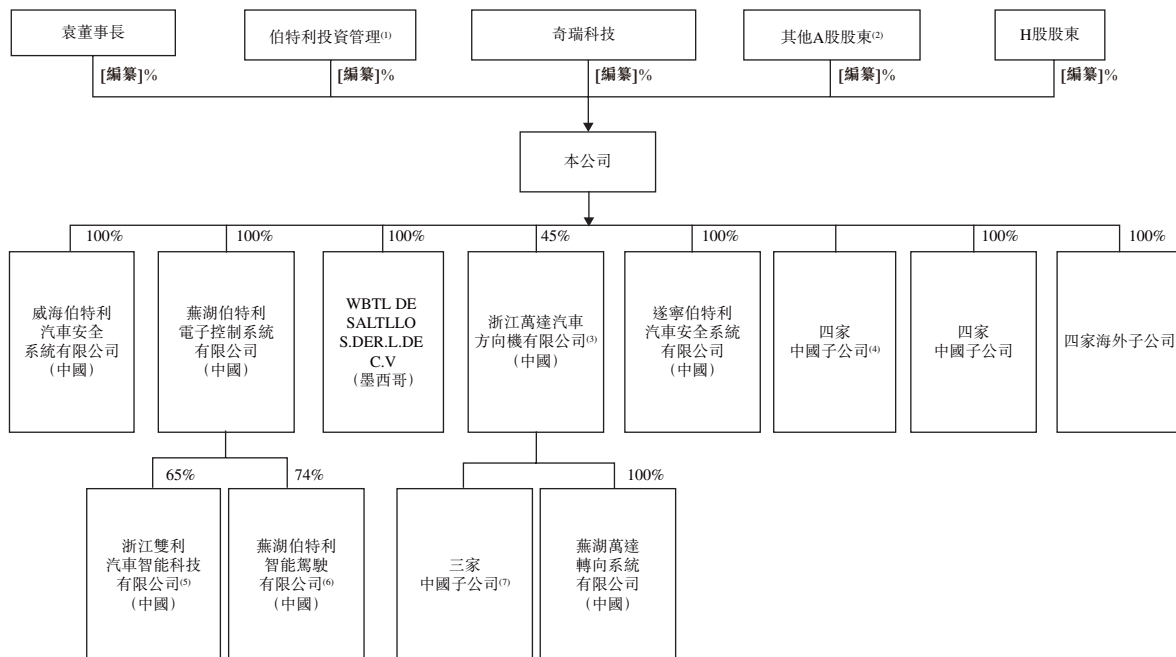 袁董事長
伯特利投資管理(1)
奇瑞科技
其他A股股東(2)
H股股東
[編纂]%
[編纂]%
[編纂]%
[編纂]%
[編纂]%
本公司
100%
100%
100%
45%
100%
100%
100%
威海伯特利
汽車安全
系統有限公司
(中國)
蕪湖伯特利
電子控制系統
有限公司
(中國)
WBTL DE
SALTLLO
S.DER.L.DE
C.V
(墨西哥)
浙江萬達汽車
方向機有限公司(3)
(中國)
遂寧伯特利
汽車安全系統
有限公司
(中國)
四家
中國子公司(4)
四家
中國子公司
四家海外子公司
65%
74%
100%
浙江雙利
汽車智能科技
有限公司(5)
(中國)
蕪湖伯特利
智能駕駛
有限公司(6)
(中國)
三家
中國子公司(7)
蕪湖萬達
轉向系統
有限公司
(中國)